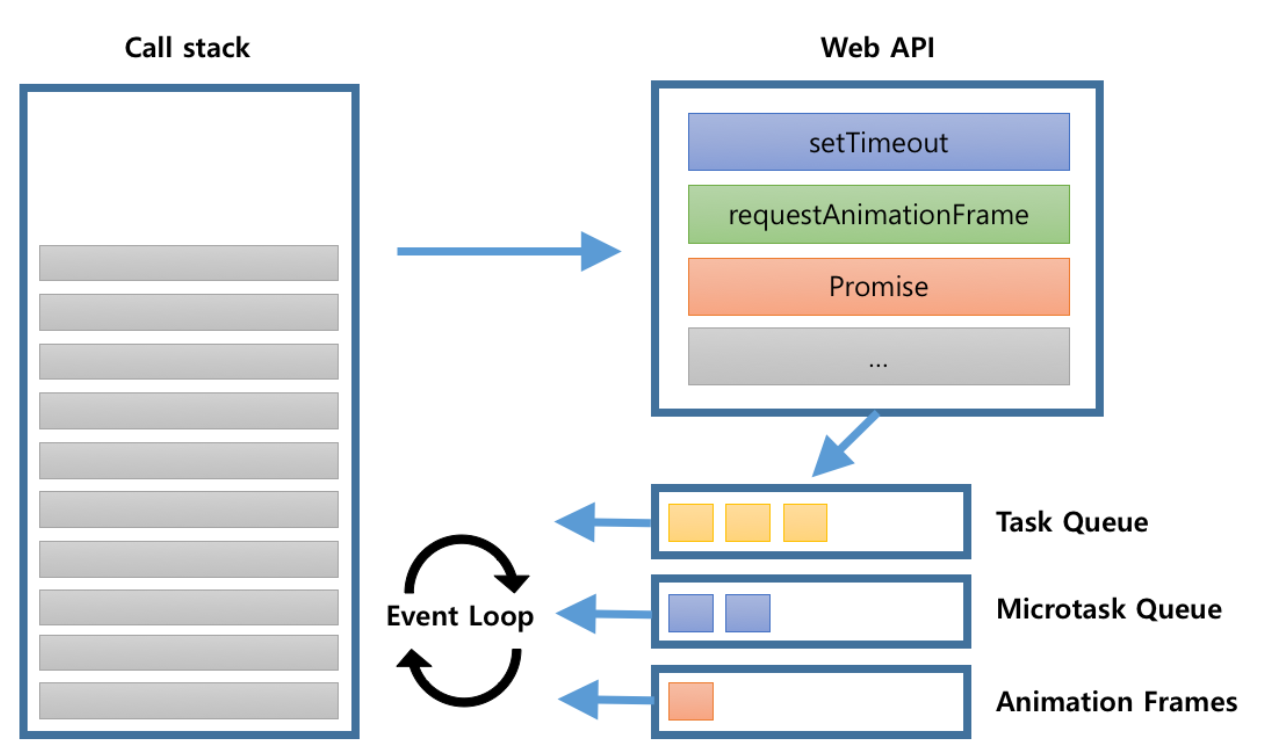 Call stack
Web API
setTimeout
requestAnimationFrame
Promise
...
Task Queue
Event Loop
Microtask Queue
Animation Frames